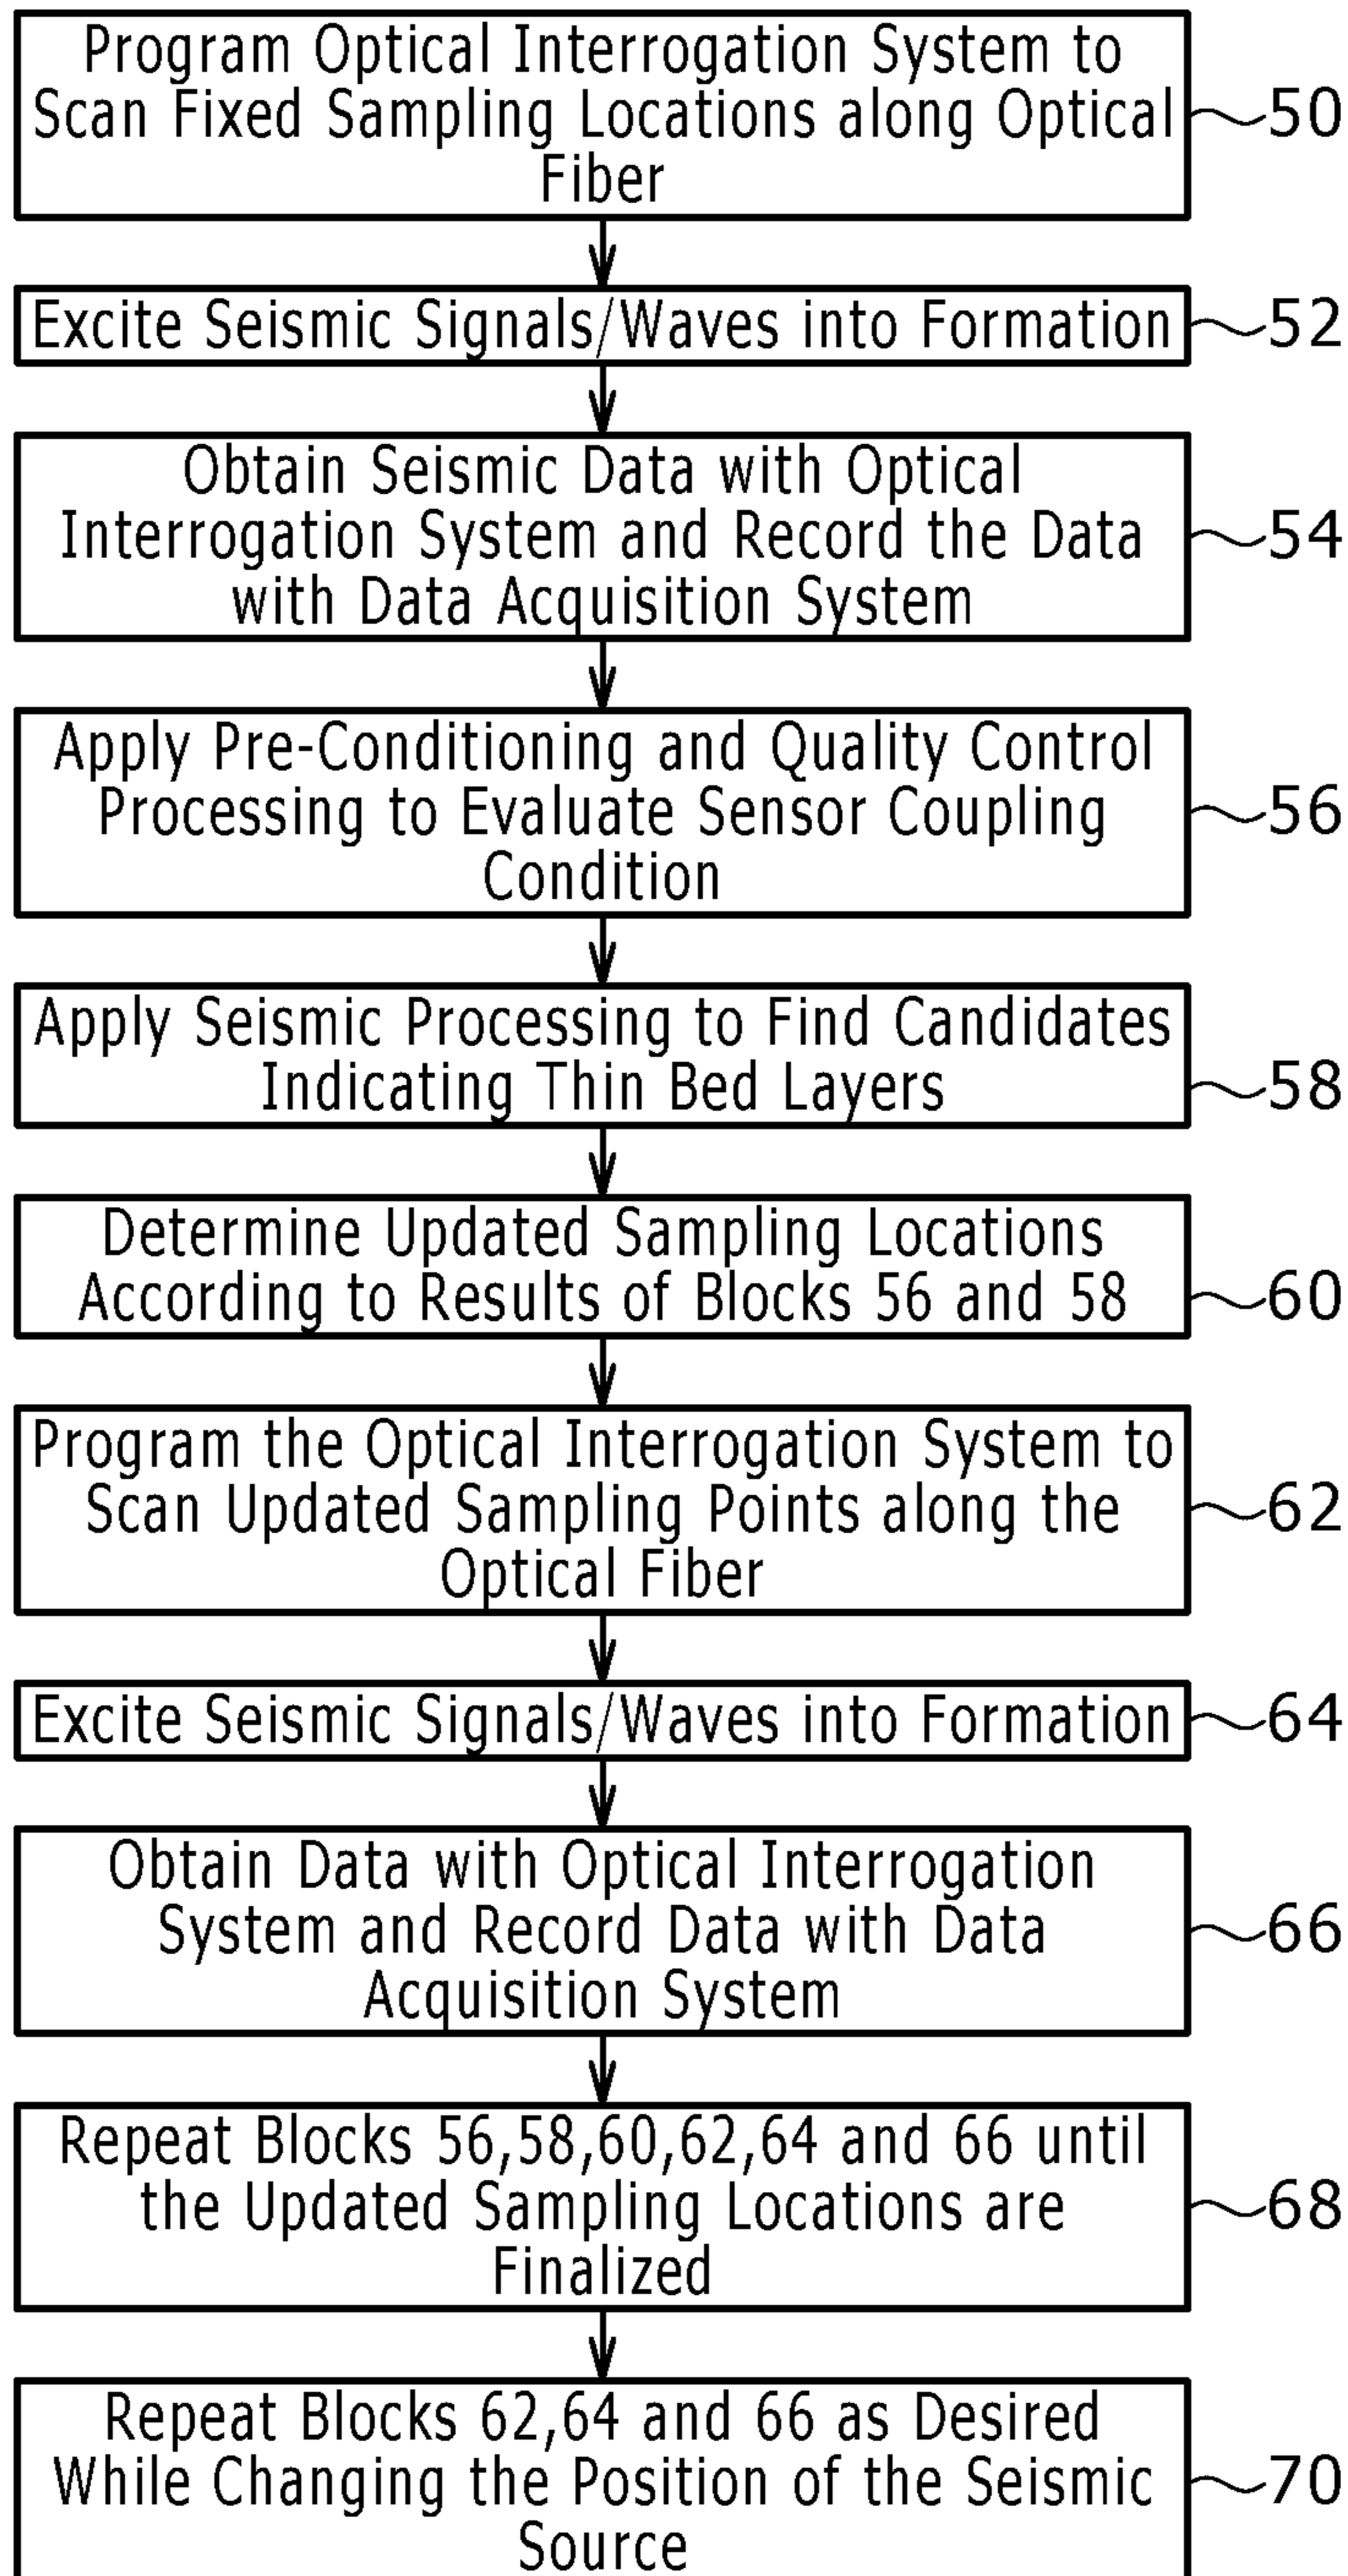 Program Optical Interrogation System to
Scan Fixed Sampling Locations along Optical
Fiber
50
Excite Seismic Signals/Waves into Formation
52
Obtain Seismic Data with Optical
Interrogation System and Record the Data
with Data Acquisition System
54
Apply Pre-Conditioning and Quality Control
Processing to Evaluate Sensor Coupling
Condition
56
Apply Seismic Processing to Find Candidates
Indicating Thin Bed Layers
58
Determine Updated Sampling Locations
According to Results of Blocks 56 and 58
60
Program the Optical Interrogation System to
Scan Updated Sampling Points along the
Optical Fiber
62
Excite Seismic Signals/Waves into Formation
64
Obtain Data with Optical Interrogation
System and Record Data with Data
Acquisition System
66
Repeat Blocks 56,58,60,62,64 and 66 until
the Updated Sampling Locations are
Finalized
68
Repeat Blocks 62,64 and 66 as Desired
While Changing the Position of the Seismic
Source
70